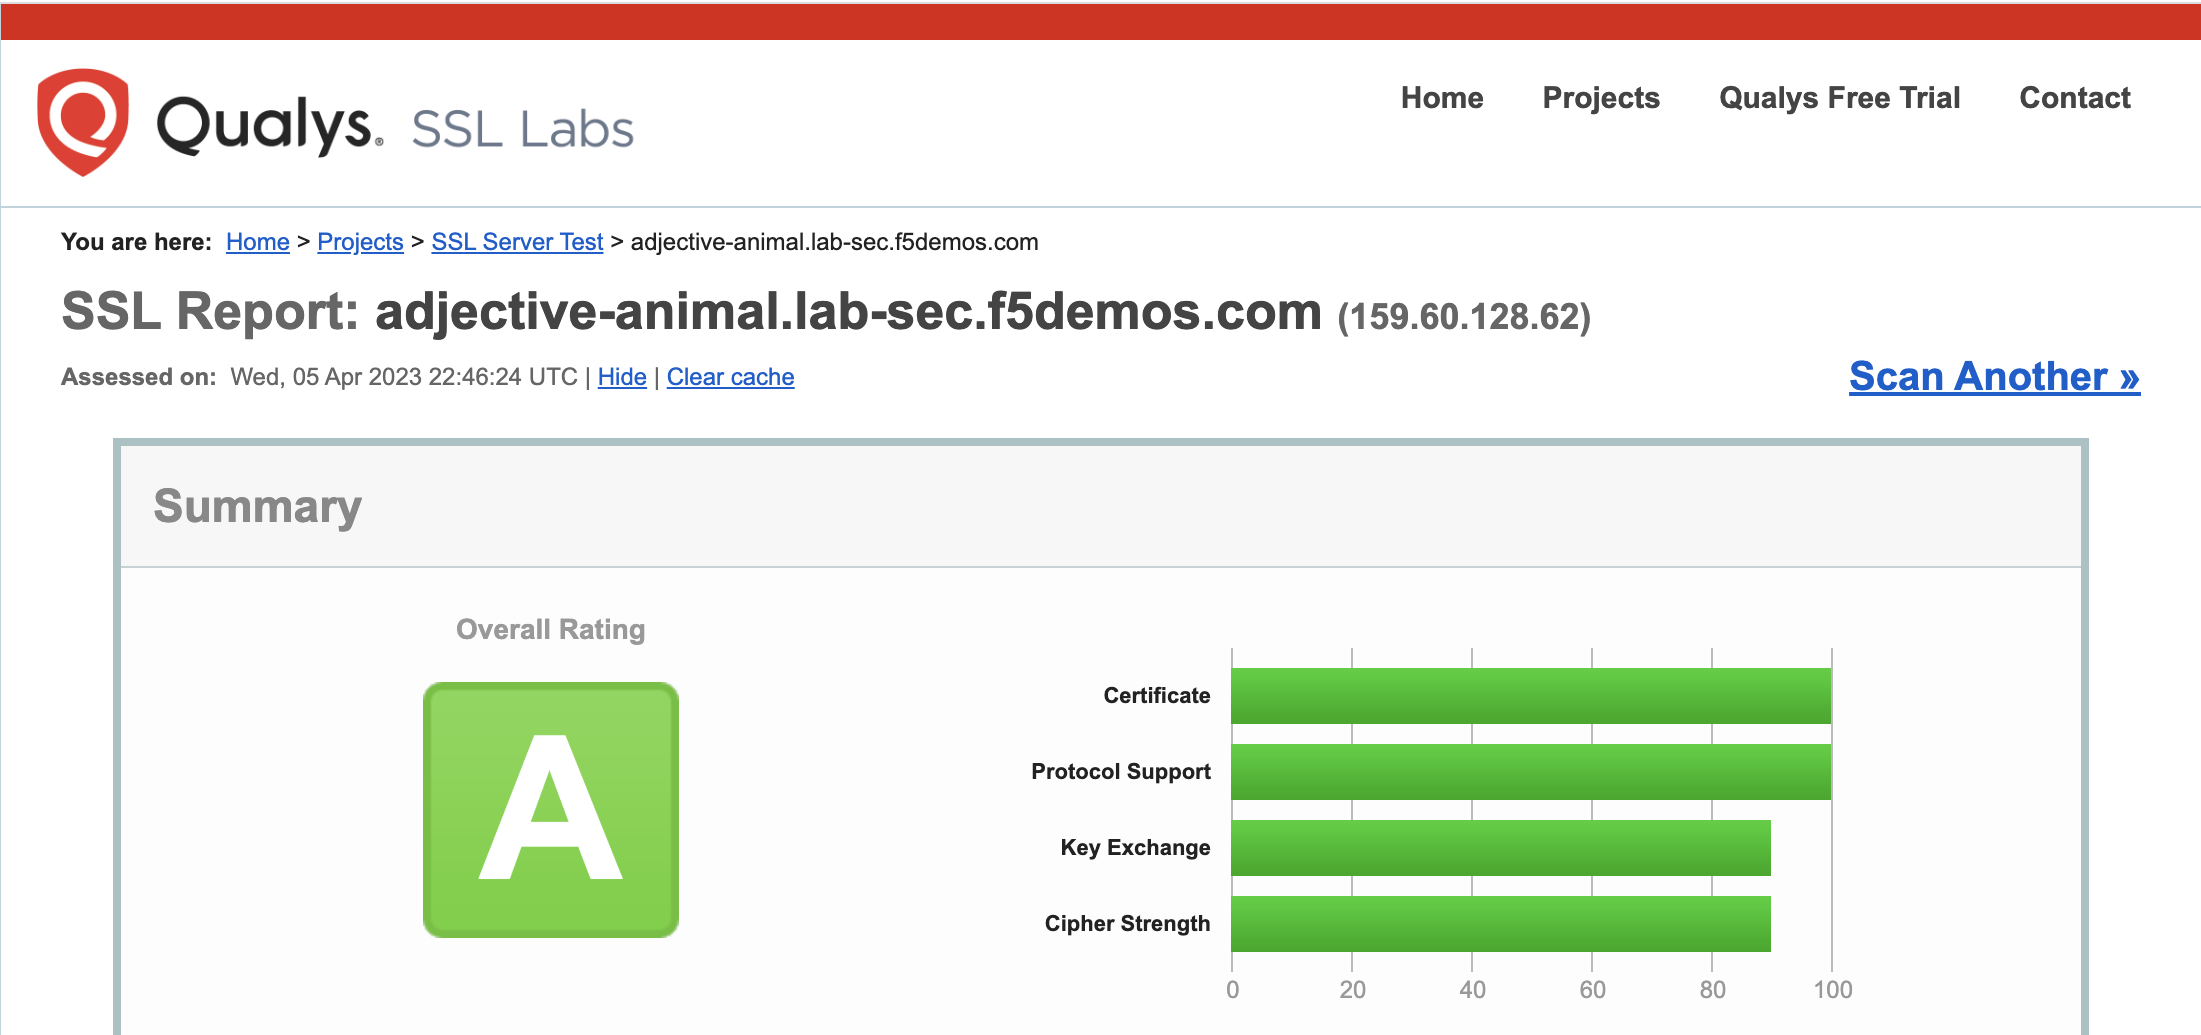 Qualys. SSL Labs
Home Projects Qualys Free Trial Contact
You are here: Home > Projects > SSL Server Test > adjective-animal.lab-sec.f5demos.com
SSL Report: adjective-animal.lab-sec.f5demos.com (159.60.128.62)
Assessed on: Wed, 05 Apr 2023 22:46:24 UTC | Hide | Clear cache
Scan Another »
Summary
Overall Rating
A
Certificate
Protocol Support
Key Exchange
Cipher Strength
0 20 40 60 80 100